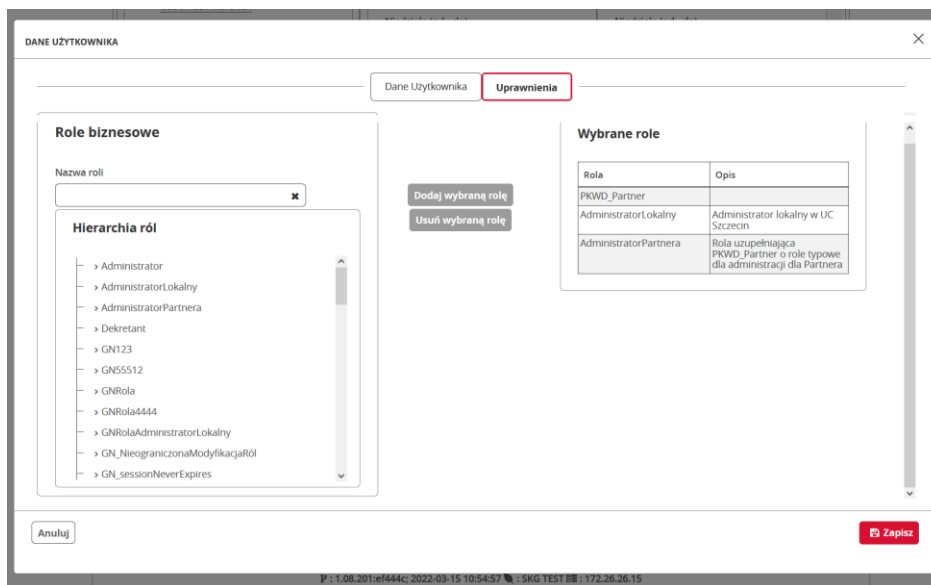 DANE UŻYTKOWNIKA
Dane Użytkownika
Uprawnienia
Role biznesowe
Nazwa roli
Hierarchia ról
Administrator
AdministratorLokalny
AdministratorPartnera
Dekretant
GN123
GN55512
GNRola
GNRola4444
GNRolaAdministratorLokalny
GN_NieograniczonaModyfikacjaRól
GN_sessionNeverExpires
Dodaj wybraną rolę
Usuń wybraną rolę
Wybrane role
Rola Opis
PKWD_Partner
AdministratorLokalny Administrator lokalny w UC
Szczecin
AdministratorPartnera Rola uzupełniająca
PKWD_Partner o role typowe
dla administracji dla Partnera
Anuluj
Zapisz
: 1.08.201:ef444c; 2022-03-15 10:54:57 : SKG TEST : 172.26.26.15